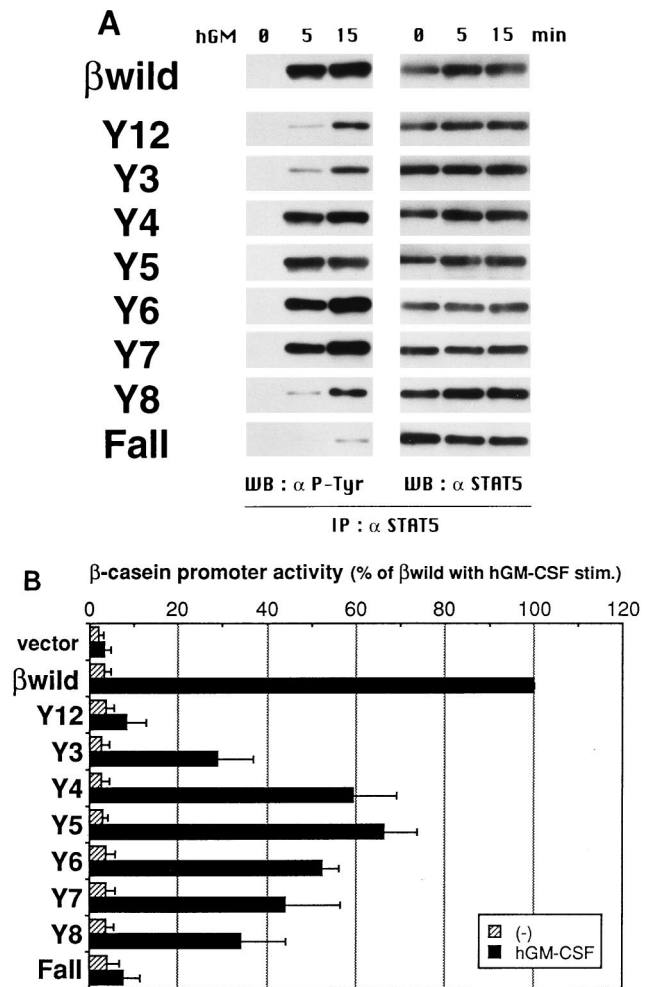 A
hGM 0 5 15 0 5 15 min
βwild
Y12
Y3
Y4
Y5
Y6
Y7
Y8
Fall
WB : α P-Tyr WB : α STAT5
IP : α STAT5
B
β-casein promoter activity (% of βwild with hGM-CSF stim.)
0 20 40 60 80 100 120
vector
βwild
Y12
Y3
Y4
Y5
Y6
Y7
Y8
Fall
(-)
hGM-CSF